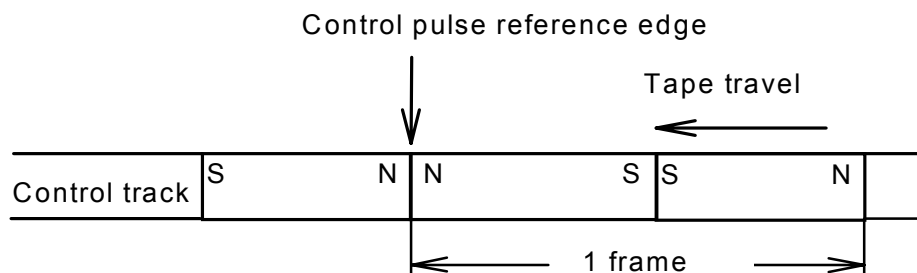 Control pulse reference edge
Tape travel
Control track S N N S S N
1 frame